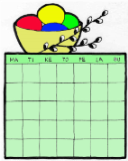 MA TI KE TO PE LA SU